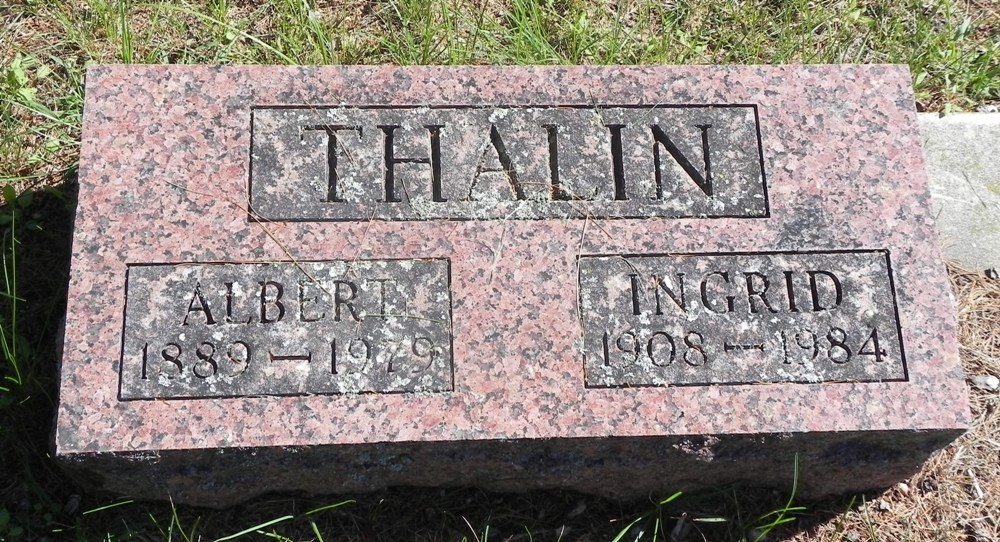 THALIN
ALBERT
1889 — 1979
INGRID
1908 — 1984